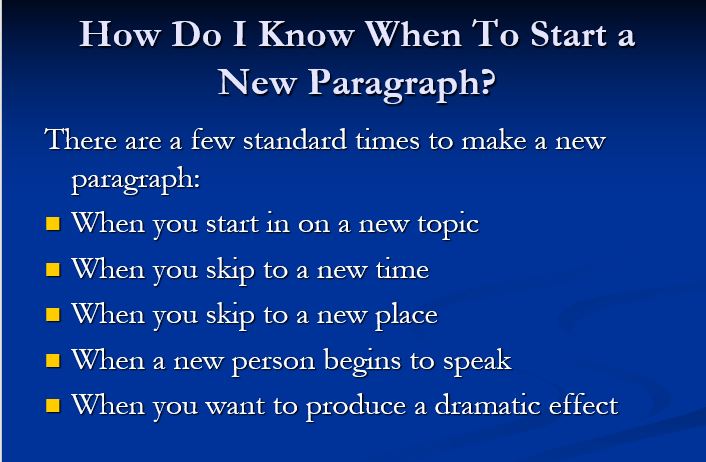 How Do I Know When To Start a
New Paragraph?
There are a few standard times to make a new
paragraph:
When you start in on a new topic
When you skip to a new time
When you skip to a new place
When a new person begins to speak
When you want to produce a dramatic effect